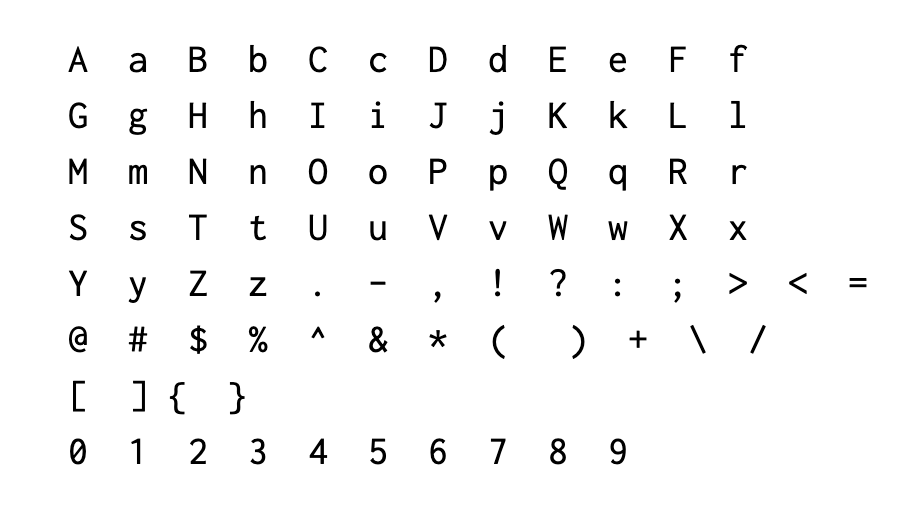 A a B b C c D d E e F f
G g H h I i J j K k L l
M m N n O o P p Q q R r
S s T t U u V v W w X x
Y y Z z . - , ! ? : ; > < =
@ # $ % ^ & * ( ) + \ /
[ ] { }
0 1 2 3 4 5 6 7 8 9